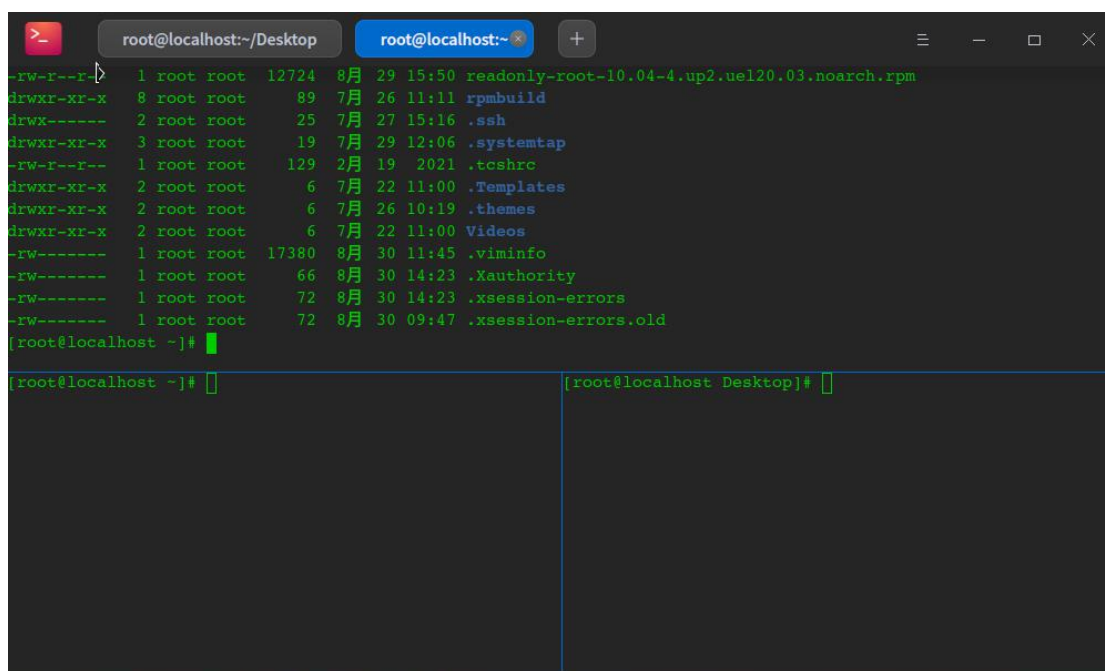 >_ root@localhost:~/Desktop root@localhost:~
-rw-r--r-- 1 root root 12724 8月 29 15:50 readonly-root-10.04-4.up2.uel20.03.noarch.rpm
drwxr-xr-x 8 root root 89 7月 26 11:11 rpmbuild
drwx------ 2 root root 25 7月 27 15:16 .ssh
drwxr-xr-x 3 root root 19 7月 29 12:06 .systemtap
-rw-r--r-- 1 root root 129 2月 19 2021 .tcshrc
drwxr-xr-x 2 root root 6 7月 22 11:00 .Templates
drwxr-xr-x 2 root root 6 7月 26 10:19 .themes
drwxr-xr-x 2 root root 6 7月 22 11:00 Videos
-rw------- 1 root root 17380 8月 30 11:45 .viminfo
-rw------- 1 root root 66 8月 30 14:23 .Xauthority
-rw------- 1 root root 72 8月 30 14:23 .xsession-errors
-rw------- 1 root root 72 8月 30 09:47 .xsession-errors.old
[root@localhost ~]#
[root@localhost ~]#
[root@localhost Desktop]#